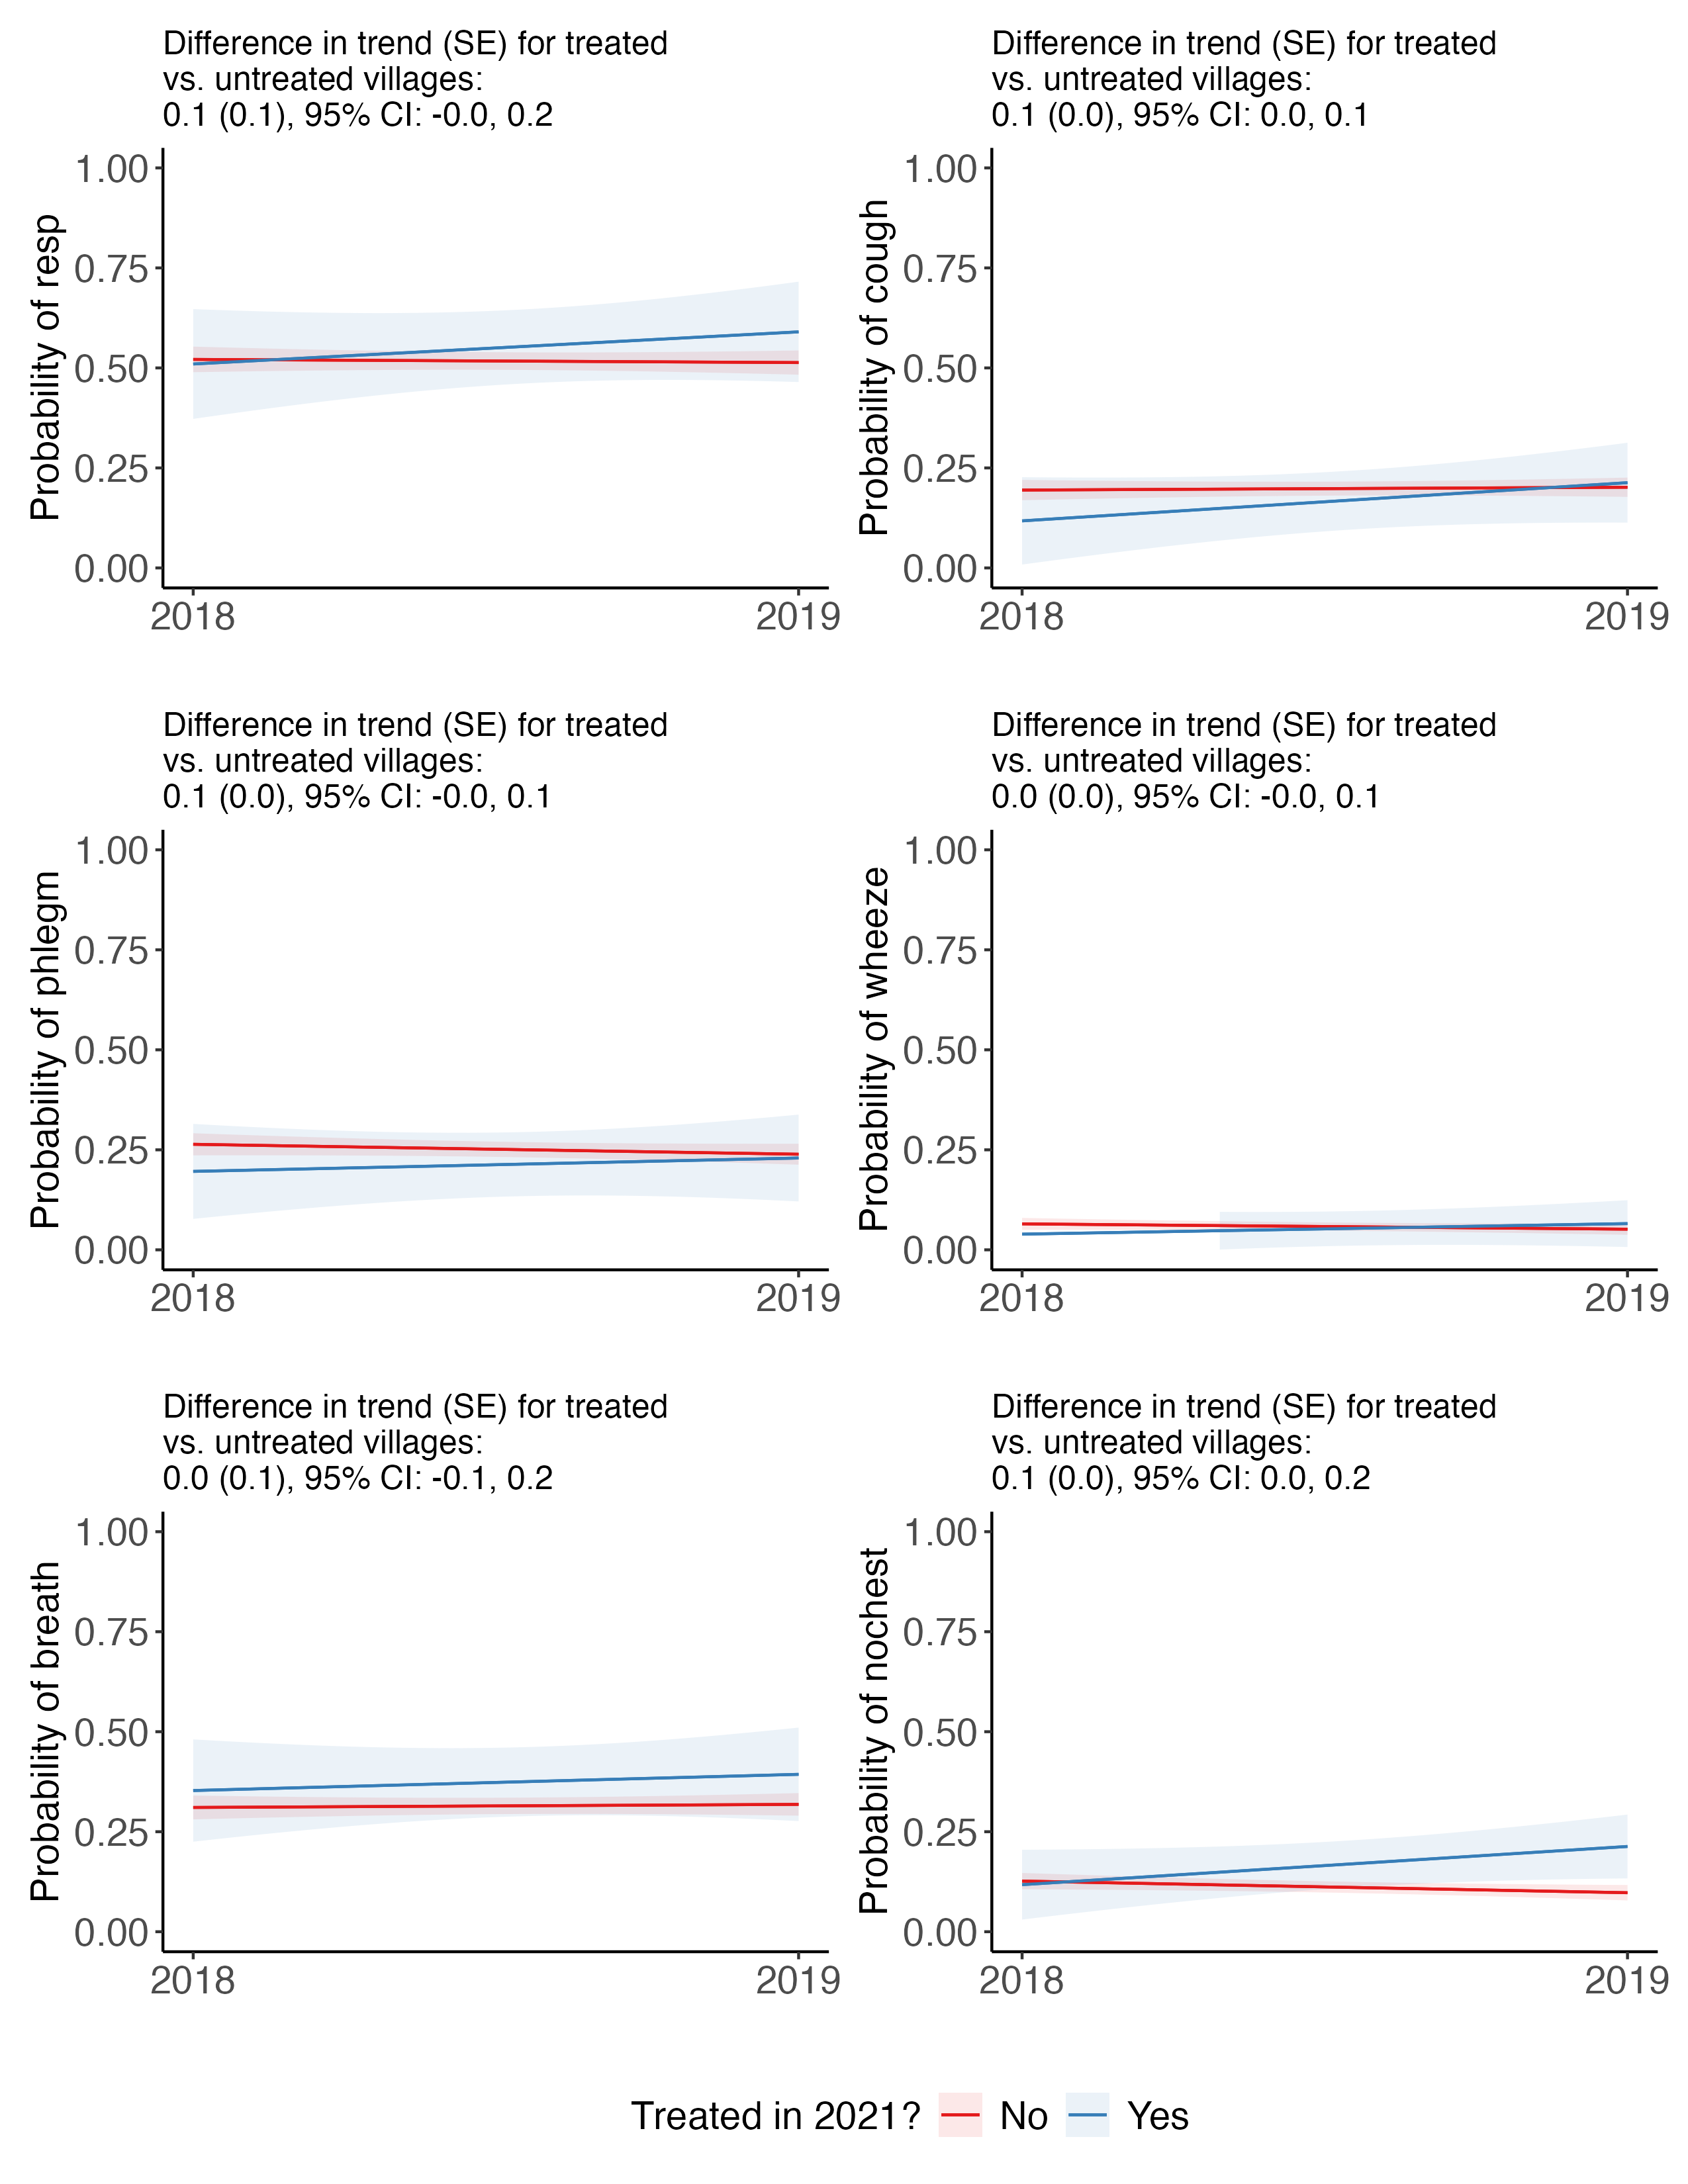 Difference in trend (SE) for treated
vs. untreated villages:
0.1 (0.1), 95% CI: -0.0, 0.2
Probability of resp
1.00
0.75
0.50
0.25
0.00
2018
2019
Difference in trend (SE) for treated
vs. untreated villages:
0.1 (0.0), 95% CI: 0.0, 0.1
Probability of cough
1.00
0.75
0.50
0.25
0.00
2018
2019
Difference in trend (SE) for treated
vs. untreated villages:
0.1 (0.0), 95% CI: -0.0, 0.1
Probability of phlegm
1.00
0.75
0.50
0.25
0.00
2018
2019
Difference in trend (SE) for treated
vs. untreated villages:
0.0 (0.0), 95% CI: -0.0, 0.1
Probability of wheeze
1.00
0.75
0.50
0.25
0.00
2018
2019
Difference in trend (SE) for treated
vs. untreated villages:
0.0 (0.1), 95% CI: -0.1, 0.2
Probability of breath
1.00
0.75
0.50
0.25
0.00
2018
2019
Difference in trend (SE) for treated
vs. untreated villages:
0.1 (0.0), 95% CI: 0.0, 0.2
Probability of nochest
1.00
0.75
0.50
0.25
0.00
2018
2019
Treated in 2021? No Yes